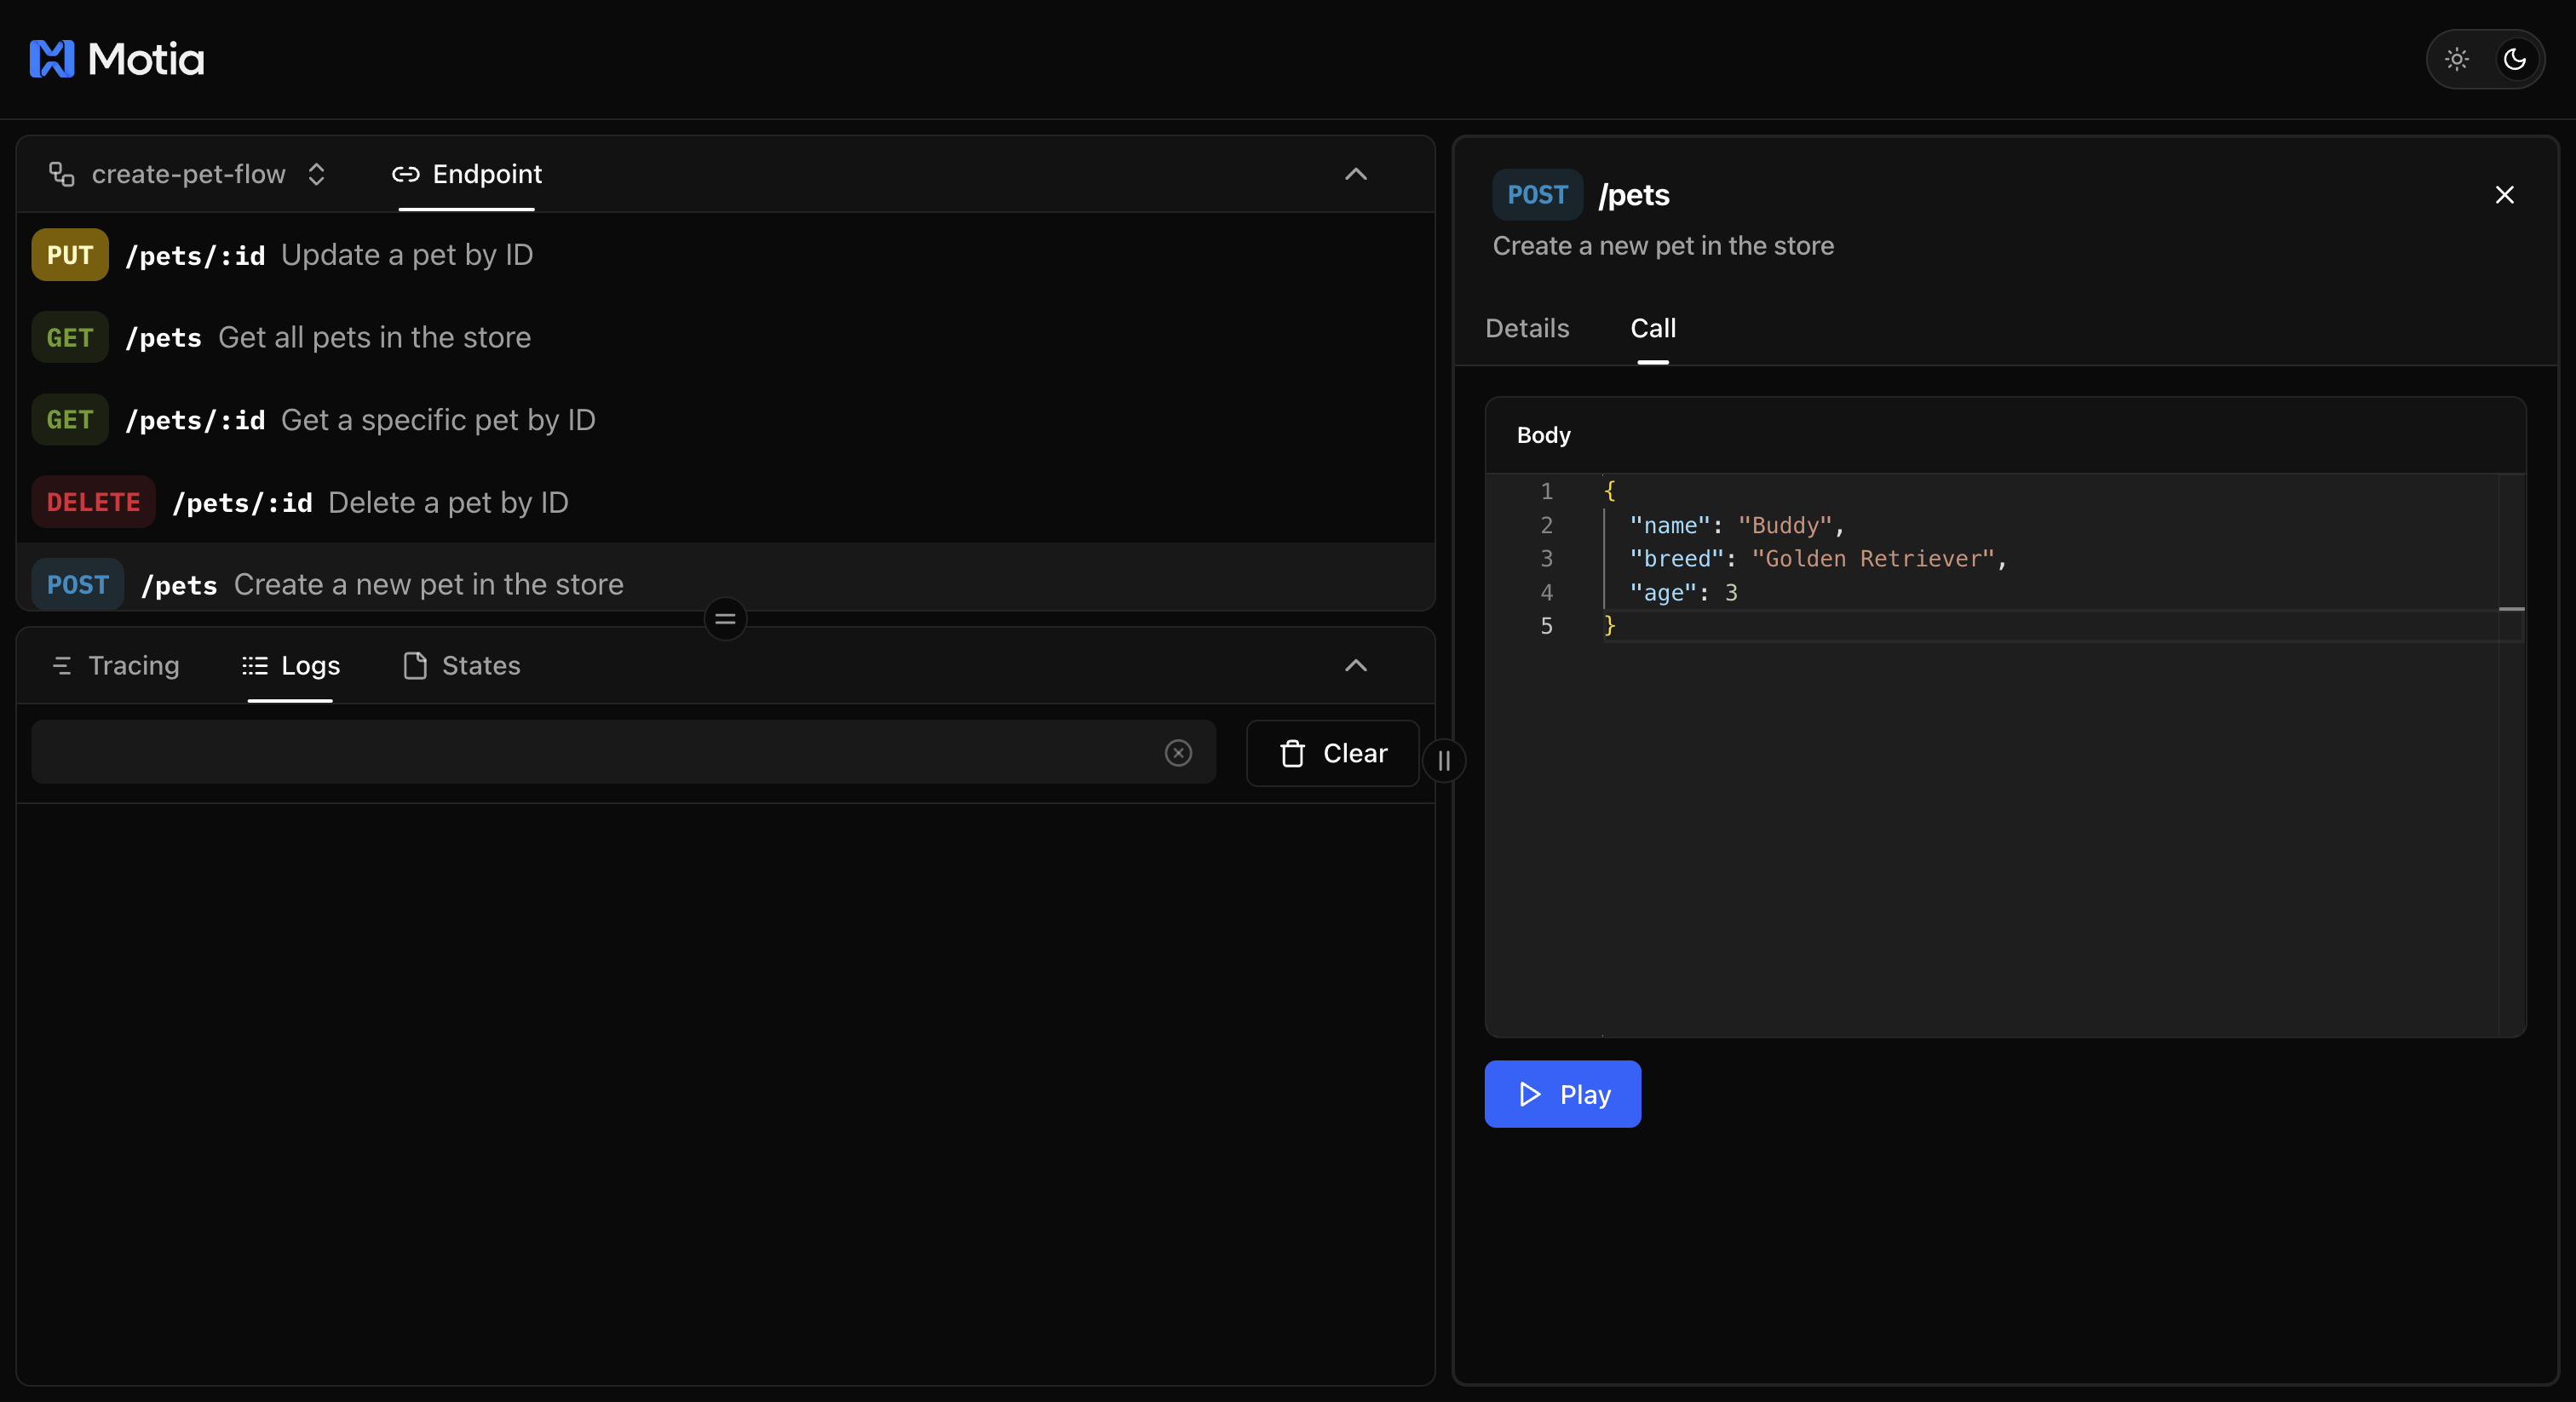 Motia
create-pet-flow
Endpoint
PUT /pets/:id Update a pet by ID
GET /pets Get all pets in the store
GET /pets/:id Get a specific pet by ID
DELETE /pets/:id Delete a pet by ID
POST /pets Create a new pet in the store
Tracing
Logs
States
Clear
POST /pets
Create a new pet in the store
Details
Call
Body
1 {
2 "name": "Buddy",
3 "breed": "Golden Retriever",
4 "age": 3
5 }
Play